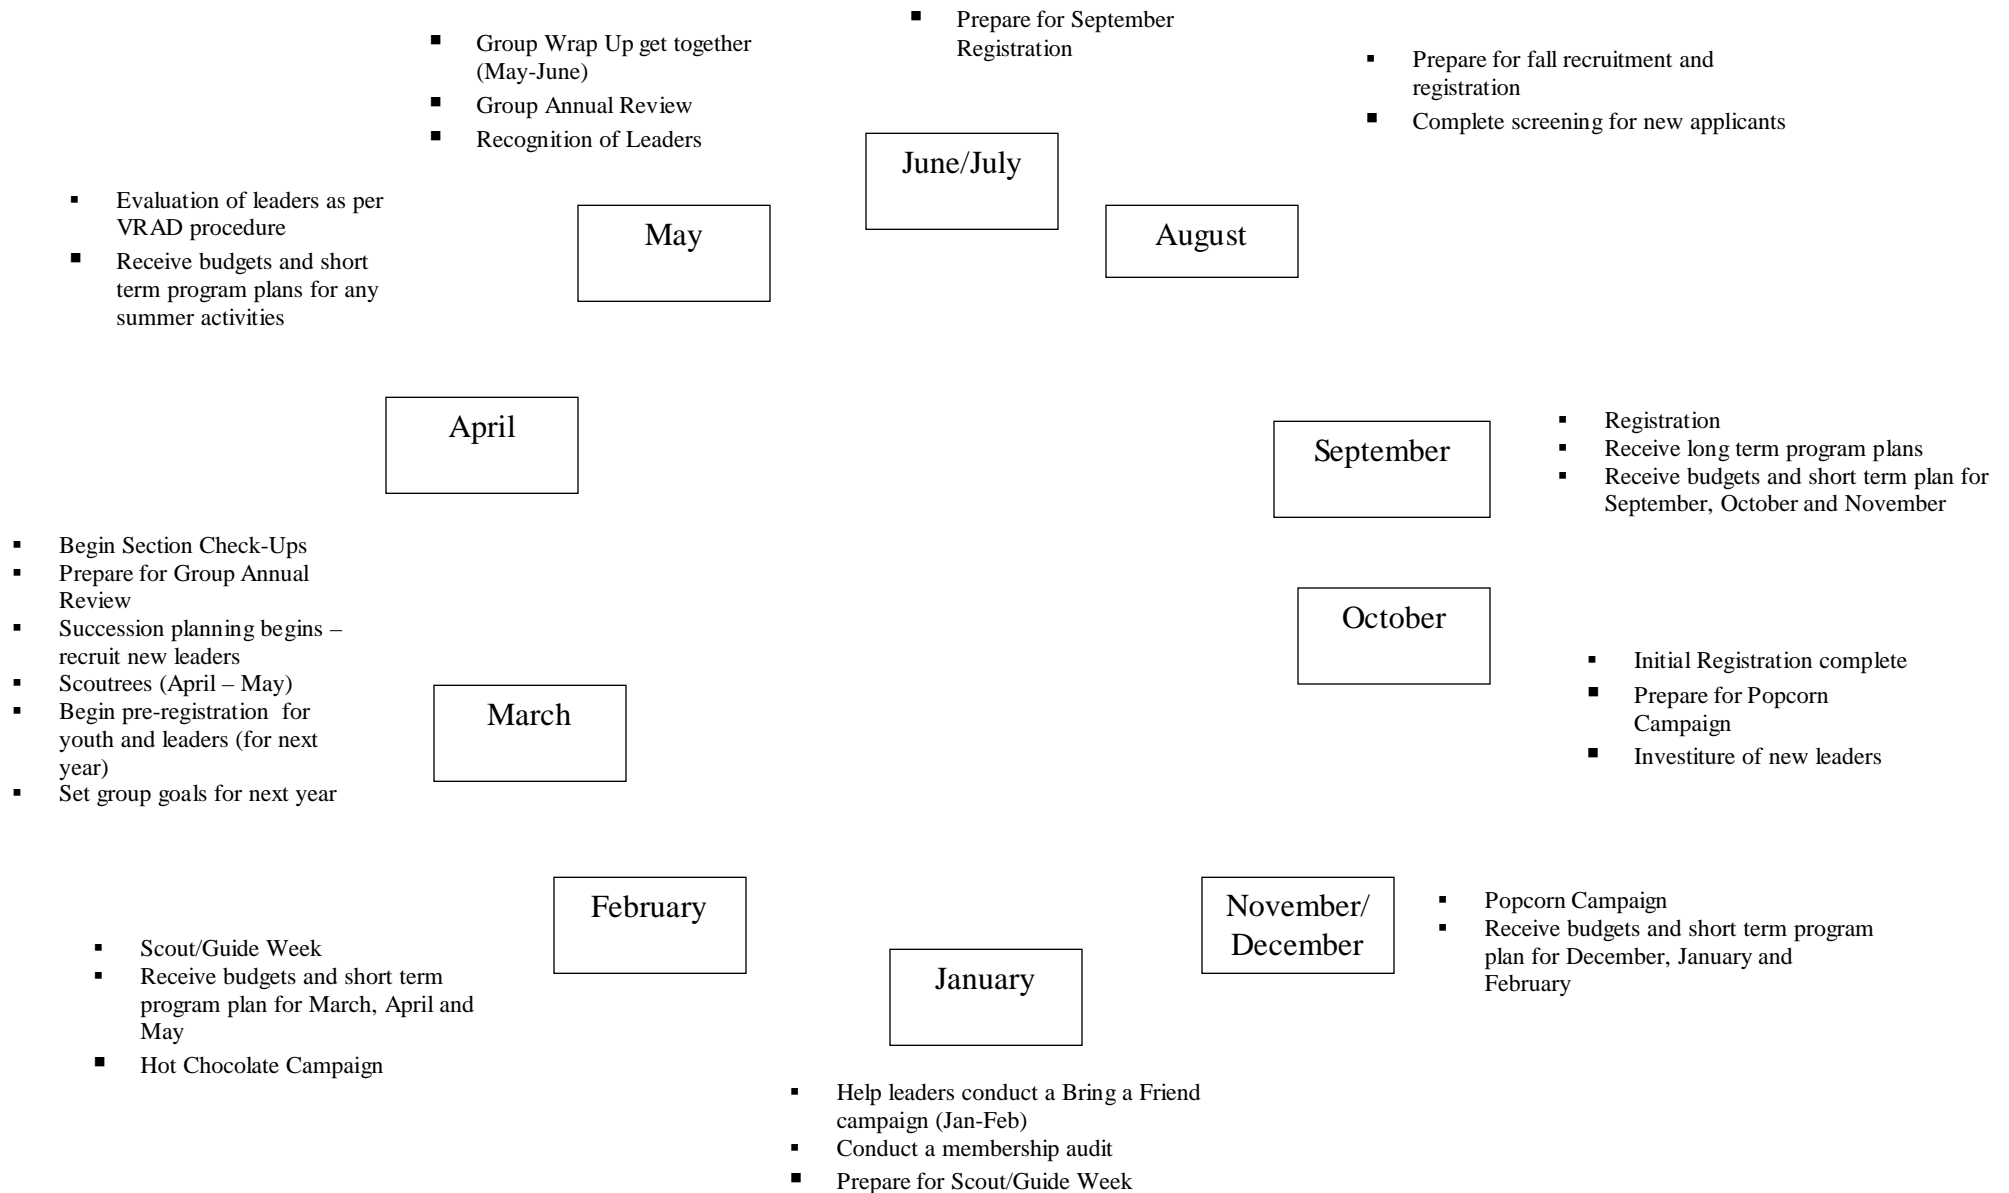 ▪ Prepare for September
Registration
June/July
▪ Prepare for fall recruitment and
registration
▪ Complete screening for new applicants
August
▪ Registration
▪ Receive long term program plans
▪ Receive budgets and short term plan for
September, October and November
September
▪ Initial Registration complete
▪ Prepare for Popcorn
Campaign
▪ Investiture of new leaders
October
▪ Popcorn Campaign
▪ Receive budgets and short term program
plan for December, January and
February
November/
December
January
▪ Help leaders conduct a Bring a Friend
campaign (Jan-Feb)
▪ Conduct a membership audit
▪ Prepare for Scout/Guide Week
February
▪ Scout/Guide Week
▪ Receive budgets and short term
program plan for March, April and
May
▪ Hot Chocolate Campaign
March
▪ Begin Section Check-Ups
▪ Prepare for Group Annual
Review
▪ Succession planning begins –
recruit new leaders
▪ Scoutrees (April – May)
▪ Begin pre-registration for
youth and leaders (for next
year)
▪ Set group goals for next year
April
▪ Evaluation of leaders as per
VRAD procedure
▪ Receive budgets and short
term program plans for any
summer activities
May
▪ Group Wrap Up get together
(May-June)
▪ Group Annual Review
▪ Recognition of Leaders